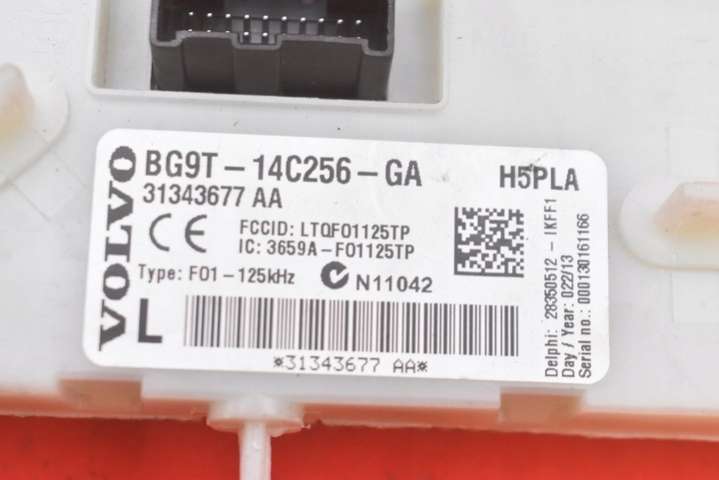 VOLVO
BG9T-14C256-GA H5PLA
31343677 AA
FCCID: LTQFO1125TP
IC: 3659A-FO1125TP
Type: FO1-125kHz N11042
L
*31343677 AA*
Delphi: 28350512-IKFF1
Day / Year: 022/13
Serial no.: 000130161166